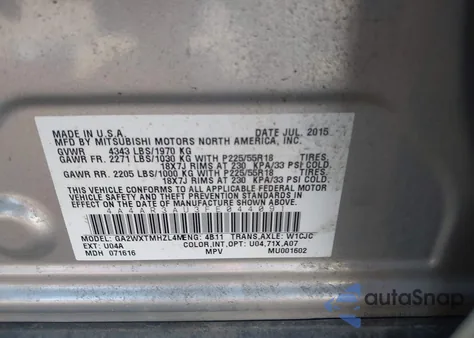 MADE IN U.S.A. DATE JUL. 2015
MFD BY MITSUBISHI MOTORS NORTH AMERICA, INC.
GVWR 4343 LBS/1970 KG
GAWR FR. 2271 LBS/1030 KG WITH P225/55R18 TIRES,
18X7J RIMS AT 230 KPA/33 PSI COLD.
GAWR RR. 2205 LBS/1000 KG WITH P225/55R18 TIRES,
18X7J RIMS AT 230 KPA/33 PSI COLD.
THIS VEHICLE CONFORMS TO ALL APPLICABLE FEDERAL MOTOR
VEHICLE SAFETY AND THEFT PREVENTION STANDARDS IN
EFFECT ON THE DATE OF MANUFACTURE SHOWN ABOVE.
4A4AR3AU3FE044091
MODEL: GA2WXTMHZL4M ENG: 4B11 TRANS,AXLE: W1CJC
EXT: U04A COLOR,INT,OPT: U04,71X,A07
MDH 071616 MPV MU001602
autoSnap